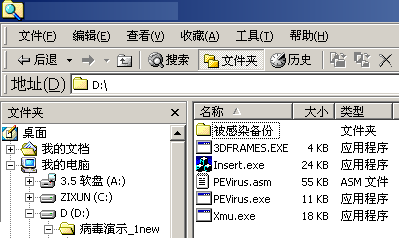 文件(F) 编辑(E) 查看(V) 收藏(A) 工具(T) 帮助(H)
后退 搜索 文件夹 历史
地址(D) D:\
文件夹
桌面
我的文档
我的电脑
3.5 软盘 (A:)
ZIXUN (C:)
D (D:)
病毒演示_1new
名称 大小 类型
被感染备份 文件夹
3DFRAMES.EXE 4 KB 应用程序
Insert.exe 24 KB 应用程序
PEVirus.asm 55 KB ASM 文件
PEVirus.exe 11 KB 应用程序
Xmu.exe 18 KB 应用程序